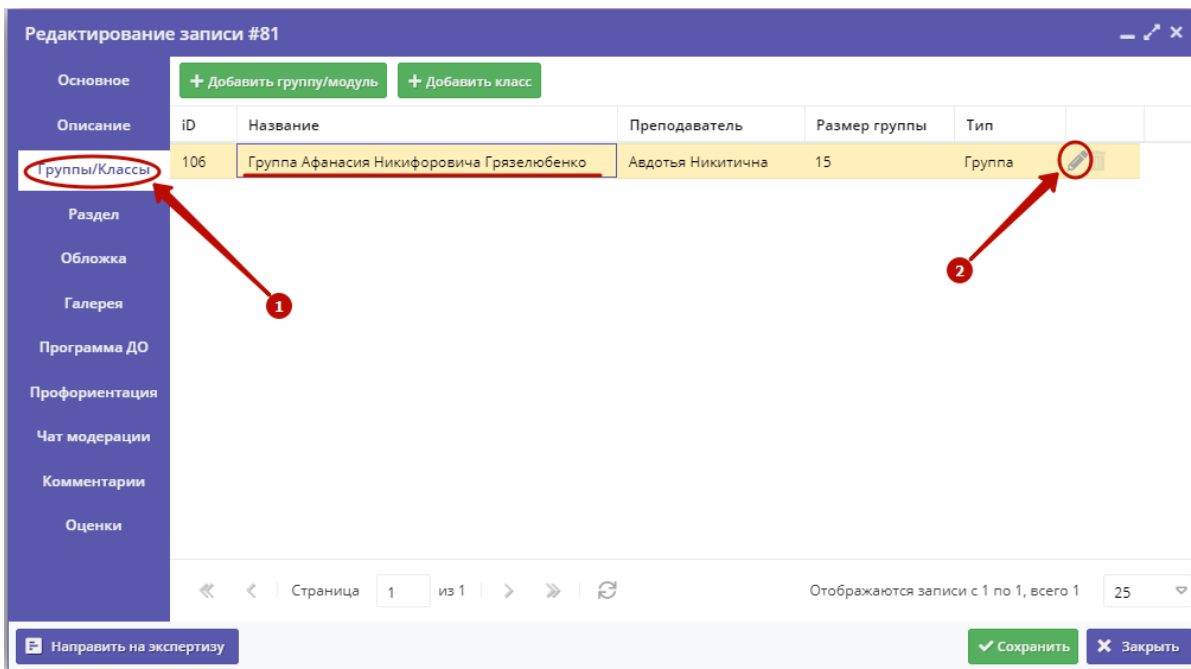 Редактирование записи #81
Основное
+ Добавить группу/модуль
+ Добавить класс
Описание
iD
Название
Преподаватель
Размер группы
Тип
Группы/Классы
106
Группа Афанасия Никифоровича Грязелюбенко
Авдотья Никитична
15
Группа
Раздел
Обложка
2
Галерея
1
Программа ДО
Профориентация
Чат модерации
Комментарии
Оценки
Страница 1 из 1
Отображаются записи с 1 по 1, всего 1
25
Направить на экспертизу
Сохранить
Закрыть